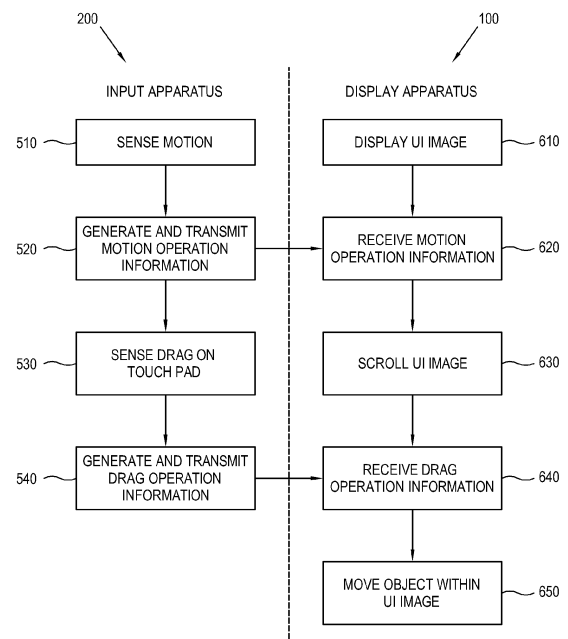 200
100
INPUT APPARATUS
DISPLAY APPARATUS
510
SENSE MOTION
DISPLAY UI IMAGE
610
520
GENERATE AND TRANSMIT
MOTION OPERATION
INFORMATION
RECEIVE MOTION
OPERATION INFORMATION
620
530
SENSE DRAG ON
TOUCH PAD
SCROLL UI IMAGE
630
540
GENERATE AND TRANSMIT
DRAG OPERATION
INFORMATION
RECEIVE DRAG
OPERATION INFORMATION
640
MOVE OBJECT WITHIN
UI IMAGE
650